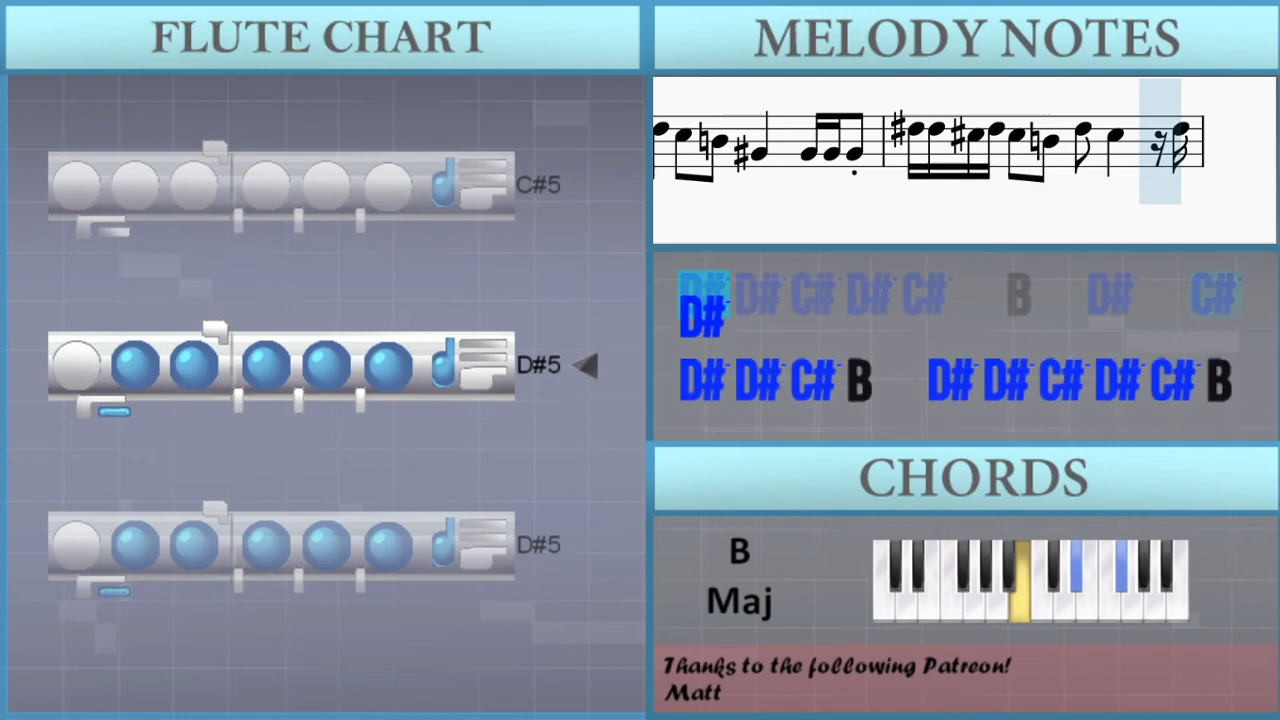 FLUTE CHART
C#5
D#5
D#5
MELODY NOTES
D# D# C# D# C# B D# C#
D#
D# D# C# B D# D# C# D# C# B
CHORDS
B
Maj
Thanks to the following Patreon!
Matt